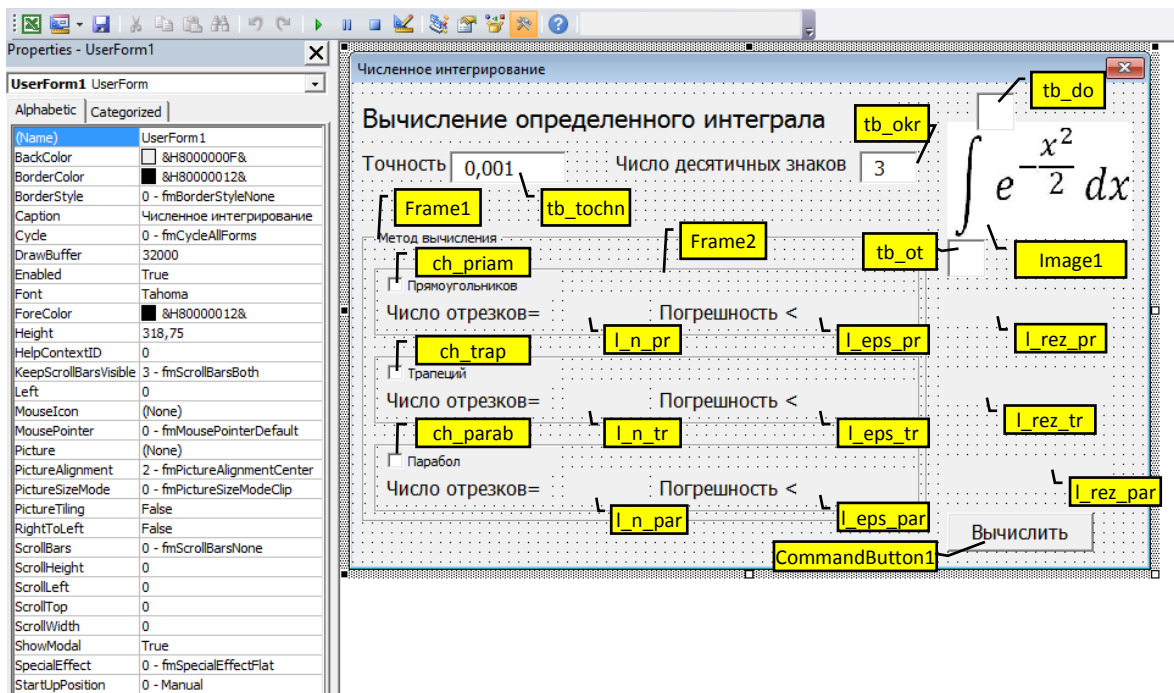 Properties - UserForm1
UserForm1 UserForm
Alphabetic Categorized
(Name) UserForm1
BackColor &H8000000F&
BorderColor &H80000012&
BorderStyle 0 - fmBorderStyleNone
Caption Численное интегрирование
Cycle 0 - fmCycleAllForms
DrawBuffer 32000
Enabled True
Font Tahoma
ForeColor &H80000012&
Height 318,75
HelpContextID 0
KeepScrollBarsVisible 3 - fmScrollBarsBoth
Left 0
MouseIcon (None)
MousePointer 0 - fmMousePointerDefault
Picture (None)
PictureAlignment 2 - fmPictureAlignmentCenter
PictureSizeMode 0 - fmPictureSizeModeClip
PictureTiling False
RightToLeft False
ScrollBars 0 - fmScrollBarsNone
ScrollHeight 0
ScrollLeft 0
ScrollTop 0
ScrollWidth 0
ShowModal True
SpecialEffect 0 - fmSpecialEffectFlat
StartUpPosition 0 - Manual
Численное интегрирование
tb_do
Вычисление определенного интеграла
tb_okr
Точность 0,001 Число десятичных знаков 3
∫ e^{-x²/2} dx
Frame1
tb_tochn
Метод вычисления
Frame2
tb_ot
Image1
ch_priam
Прямоугольников
Число отрезков= Погрешность <
l_n_pr
l_eps_pr
l_rez_pr
ch_trap
Трапеций
Число отрезков= Погрешность <
l_n_tr
l_eps_tr
l_rez_tr
ch_parab
Парабол
Число отрезков= Погрешность <
l_n_par
l_eps_par
l_rez_par
Вычислить
CommandButton1